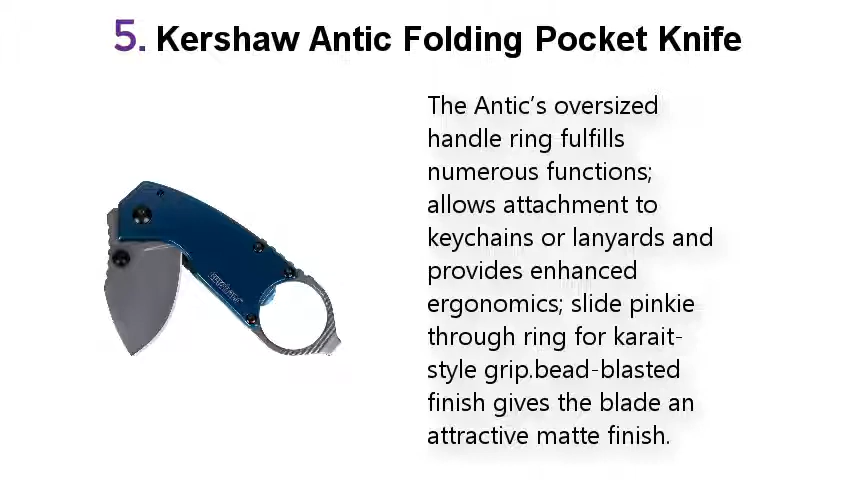 5. Kershaw Antic Folding Pocket Knife
The Antic’s oversized
handle ring fulfills
numerous functions;
allows attachment to
keychains or lanyards and
provides enhanced
ergonomics; slide pinkie
through ring for karait-
style grip.bead-blasted
finish gives the blade an
attractive matte finish.